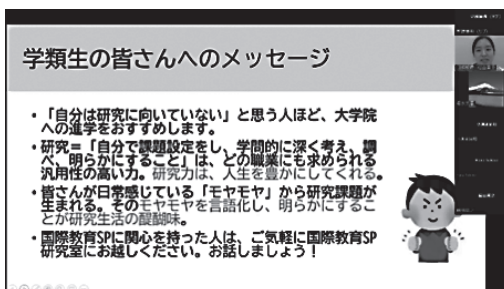 学類生の皆さんへのメッセージ
・「自分は研究に向いていない」と思う人ほど、大学院
への進学をおすすめします。
・研究=「自分で課題設定をし、学問的に深く考え、調
べ、明らかにすること」は、どの職業にも求められる
汎用性の高い力。研究力は、人生を豊かにしてくれる。
・皆さんが日常感じている「モヤモヤ」から研究課題が
生まれる。そのモヤモヤを言語化し、明らかにするこ
とが研究生活の醍醐味。
・国際教育SPに関心を持った人は、ご気軽に国際教育SP
研究室にお越しください。お話しましょう!